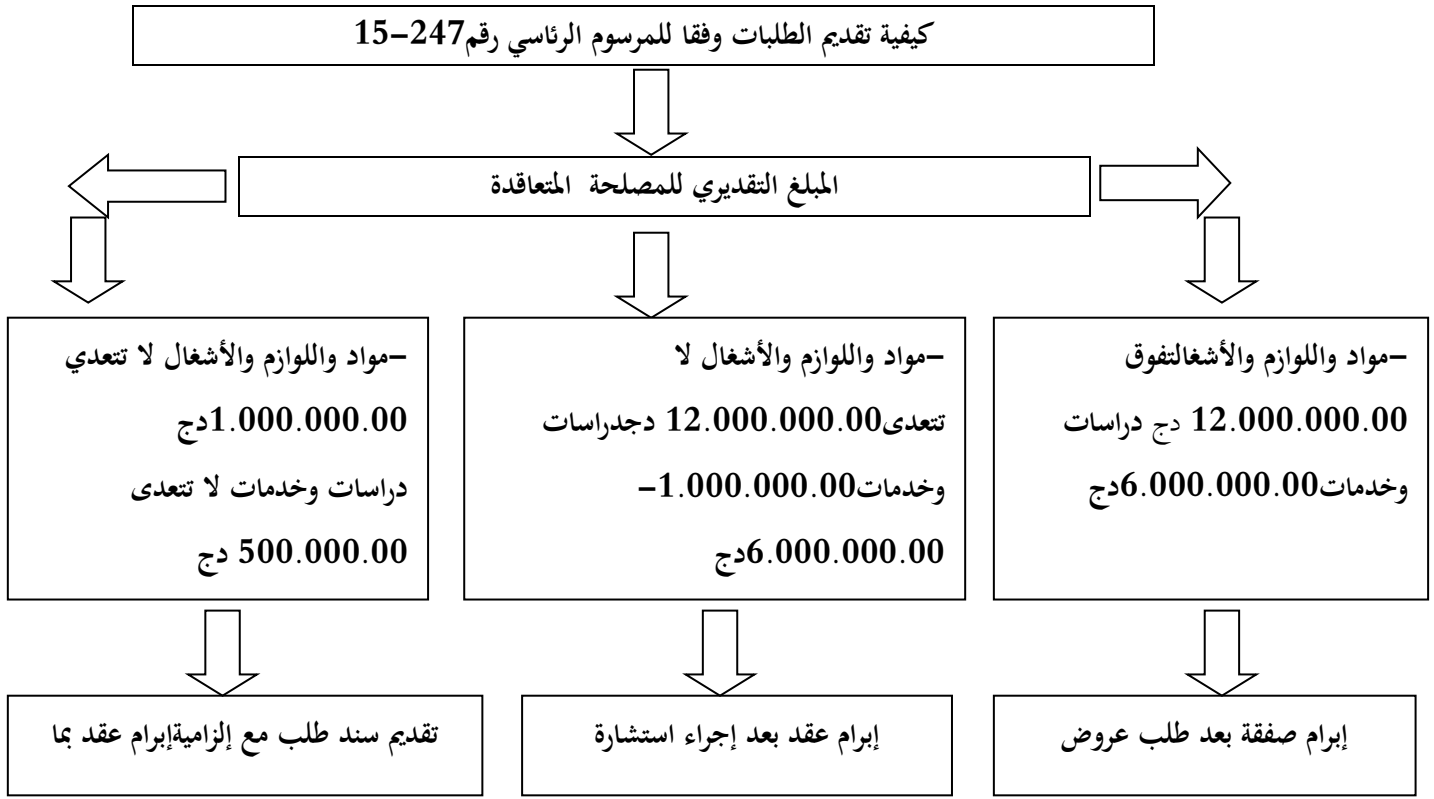 كيفية تقديم الطلبات وفقا للمرسوم الرئاسي رقم247–15
المبلغ التقديري للمصلحة المتعاقدة
–مواد واللوازم والأشغالتفوق
12.000.000.00 دج دراسات
وخدمات6.000.000.00دج
–مواد واللوازم والأشغال لا
تتعدى12.000.000.00 دجدراسات
وخدمات1.000.000.00–
6.000.000.00دج
–مواد واللوازم والأشغال لا تتعدي
1.000.000.00دج
دراسات وخدمات لا تتعدى
500.000.00 دج
إبرام صفقة بعد طلب عروض
إبرام عقد بعد إجراء استشارة
تقديم سند طلب مع إلزاميةإبرام عقد بما